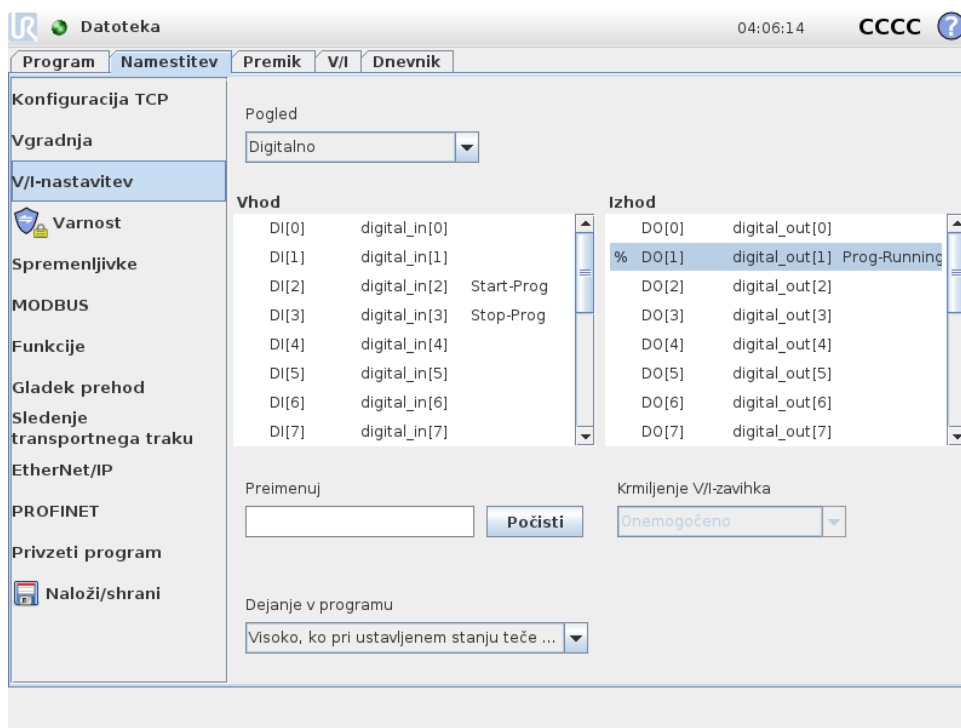 UR Datoteka 04:06:14 CCCC ?
Program Namestitev Premik V/I Dnevnik
Konfiguracija TCP
Vgradnja
V/I-nastavitev
Varnost
Spremenljivke
MODBUS
Funkcije
Gladek prehod
Sledenje
transportnega traku
EtherNet/IP
PROFINET
Privzeti program
Naloži/shrani
Pogled
Digitalno
Vhod
DI[0] digital_in[0]
DI[1] digital_in[1]
DI[2] digital_in[2] Start-Prog
DI[3] digital_in[3] Stop-Prog
DI[4] digital_in[4]
DI[5] digital_in[5]
DI[6] digital_in[6]
DI[7] digital_in[7]
Izhod
DO[0] digital_out[0]
% DO[1] digital_out[1] Prog-Running
DO[2] digital_out[2]
DO[3] digital_out[3]
DO[4] digital_out[4]
DO[5] digital_out[5]
DO[6] digital_out[6]
DO[7] digital_out[7]
Preimenuj
Počisti
Krmiljenje V/I-zavihka
Onemogočeno
Dejanje v programu
Visoko, ko pri ustavljenem stanju teče ...